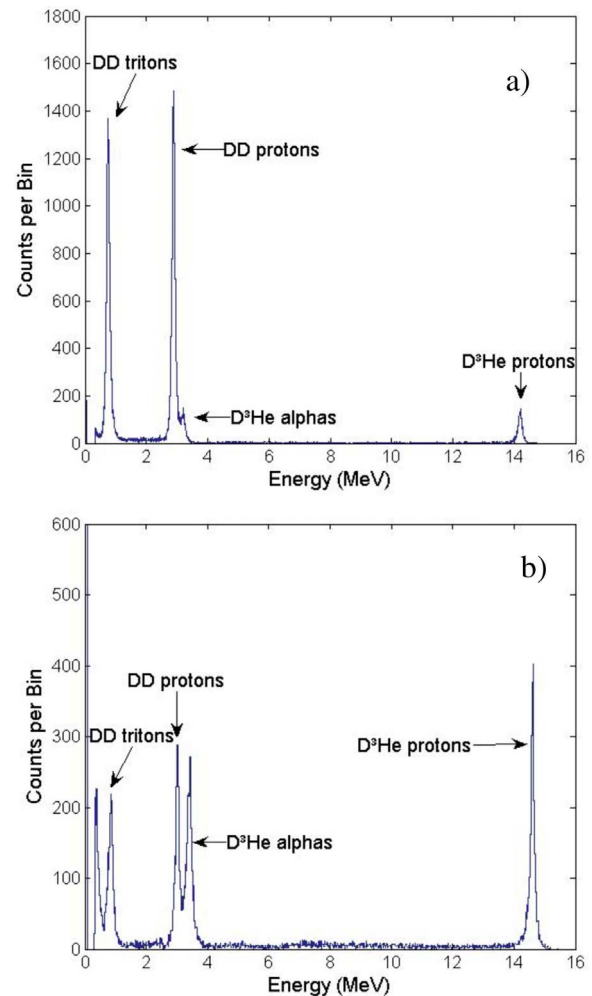 1800
1600
1400
1200
1000
800
600
400
200
0
Counts per Bin
DD tritons
a)
DD protons
D³He protons
D³He alphas
0 2 4 6 8 10 12 14 16
Energy (MeV)
600
500
400
300
200
100
0
Counts per Bin
b)
DD protons
DD tritons
D³He protons
D³He alphas
0 2 4 6 8 10 12 14 16
Energy (MeV)